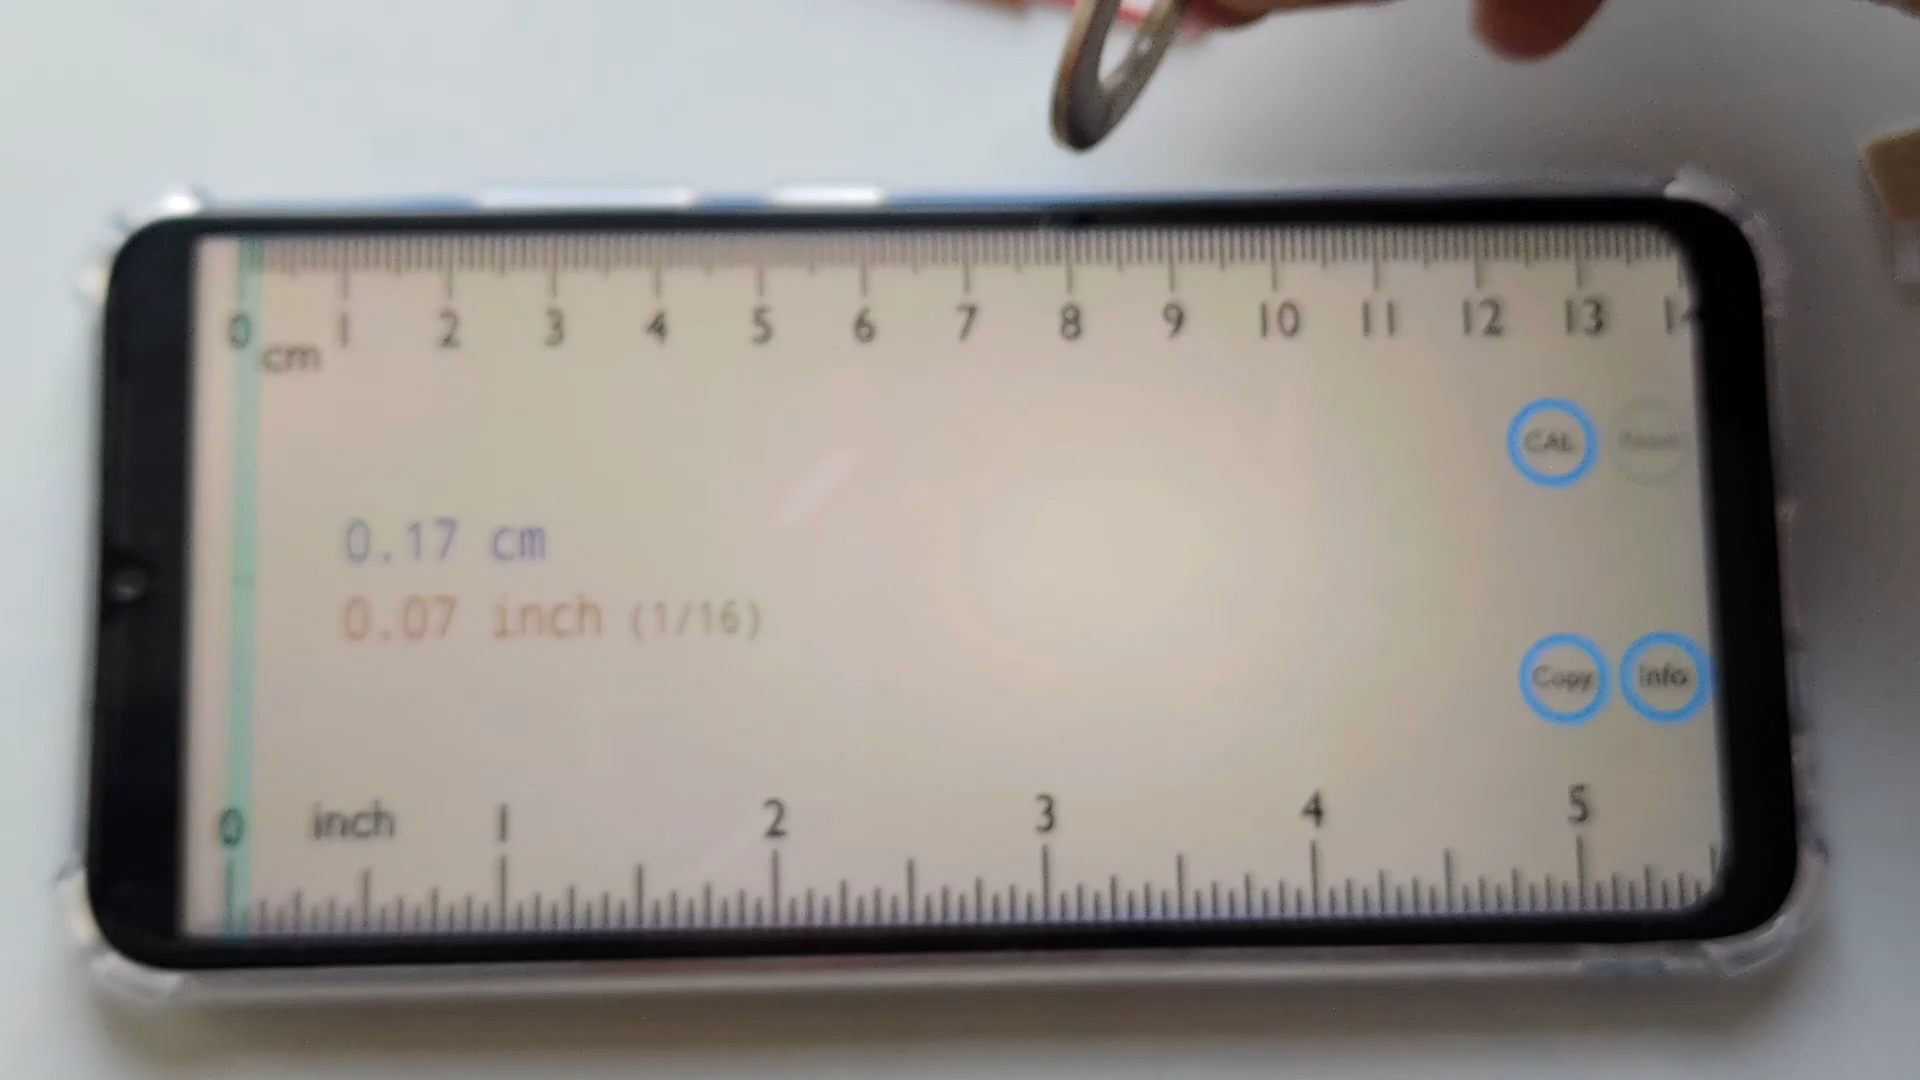 0 1 2 3 4 5 6 7 8 9 10 11 12 13
cm
CAL
0.17 cm
0.07 inch (1/16)
Copy Info
0 inch 1 2 3 4 5